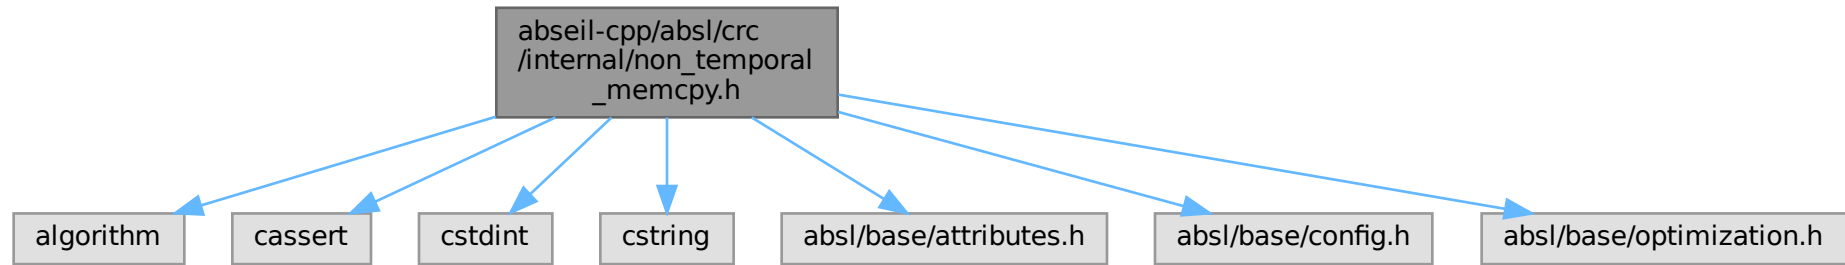 abseil-cpp/absl/crc
/internal/non_temporal
_memcpy.h
algorithm
cassert
cstdint
cstring
absl/base/attributes.h
absl/base/config.h
absl/base/optimization.h